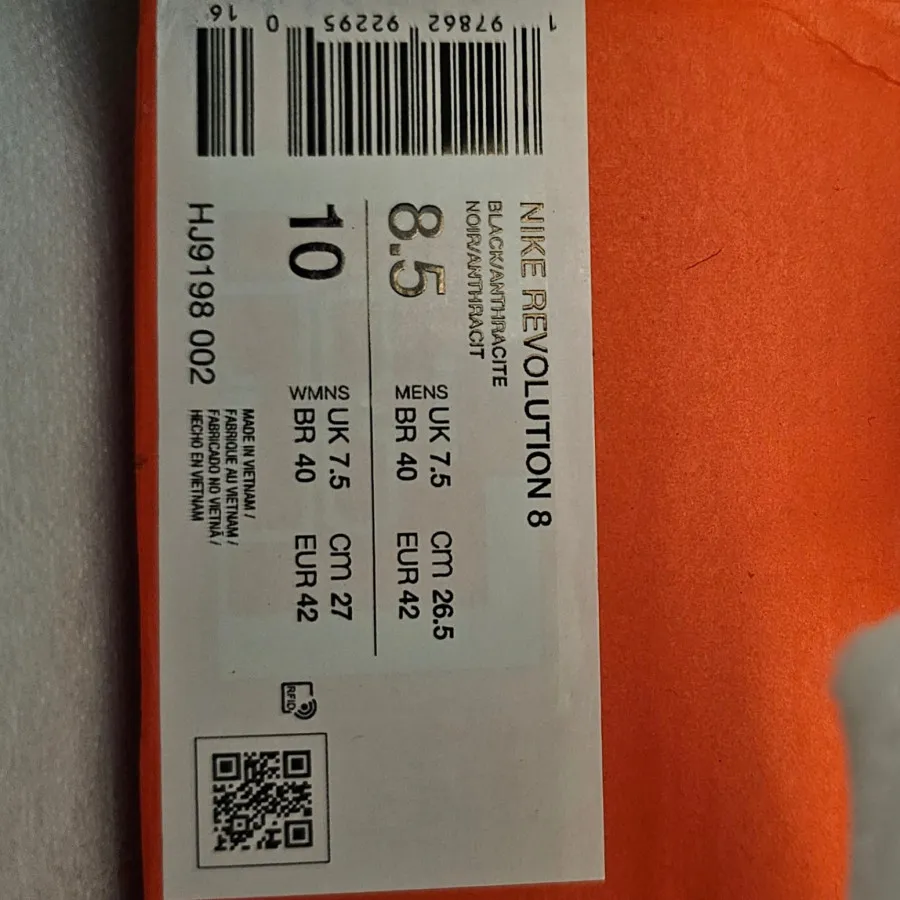 NIKE REVOLUTION 8
BLACK/ANTHRACITE
NOIR/ANTHRACIT
8.5
MENS
UK 7.5 cm 26.5
BR 40 EUR 42
10
WMNS
UK 7.5 cm 27
BR 40 EUR 42
HJ9198 002
MADE IN VIETNAM /
FABRIQUE AU VIETNAM /
FABRICADO NO VIETNÃ /
HECHO EN VIETNAM
RFID
1 97862 92295 0
16